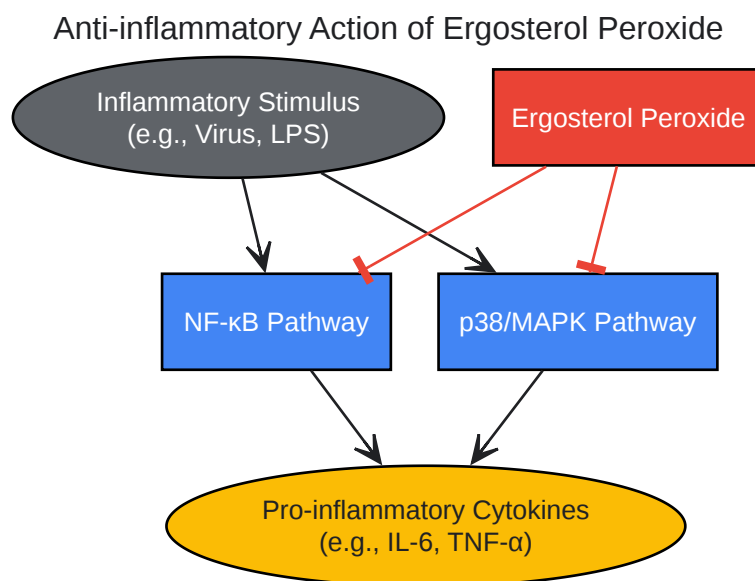 Anti-inflammatory Action of Ergosterol Peroxide
Inflammatory Stimulus
(e.g., Virus, LPS)
Ergosterol Peroxide
NF-κB Pathway
p38/MAPK Pathway
Pro-inflammatory Cytokines
(e.g., IL-6, TNF-α)